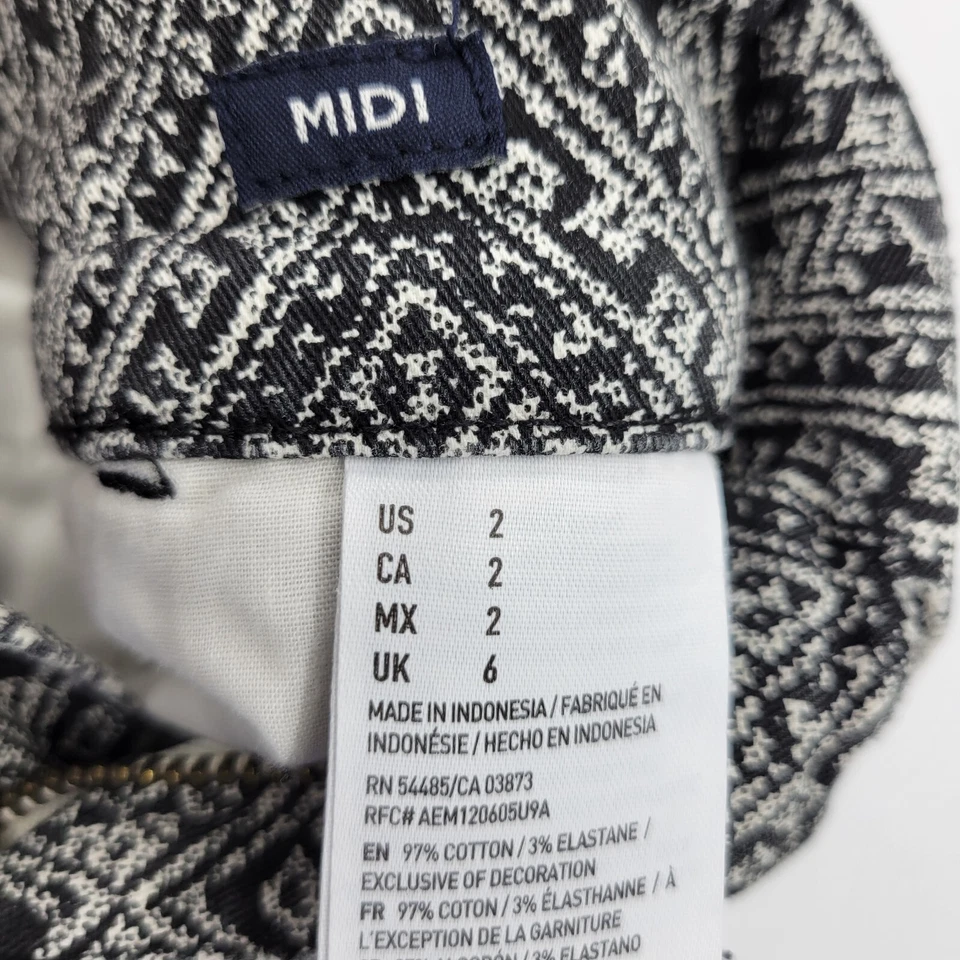 MIDI
US 2
CA 2
MX 2
UK 6
MADE IN INDONESIA / FABRIQUÉ EN
INDONÉSIE / HECHO EN INDONESIA
RN 54485/CA 03873
RFC# AEM120605U9A
EN 97% COTTON / 3% ELASTANE /
EXCLUSIVE OF DECORATION
FR 97% COTON / 3% ÉLASTHANNE / À
L'EXCEPTION DE LA GARNITURE
3% ELASTANO